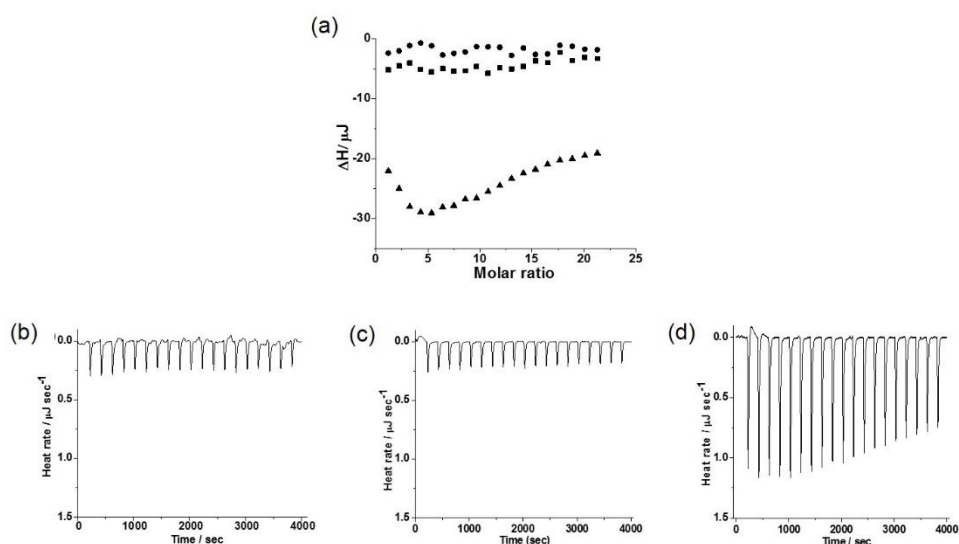 (a)
0
-10
-20
-30
ΔH/ μJ
0 5 10 15 20 25
Molar ratio
(b)
0.0
0.5
1.0
1.5
Heat rate / μJ sec-1
0 1000 2000 3000 4000
Time / sec
(c)
0.0
0.5
1.0
1.5
Heat rate / μJ sec-1
0 1000 2000 3000 4000
Time (sec)
(d)
0.0
0.5
1.0
1.5
Heat rate / μJ sec-1
0 1000 2000 3000 4000
Time / sec